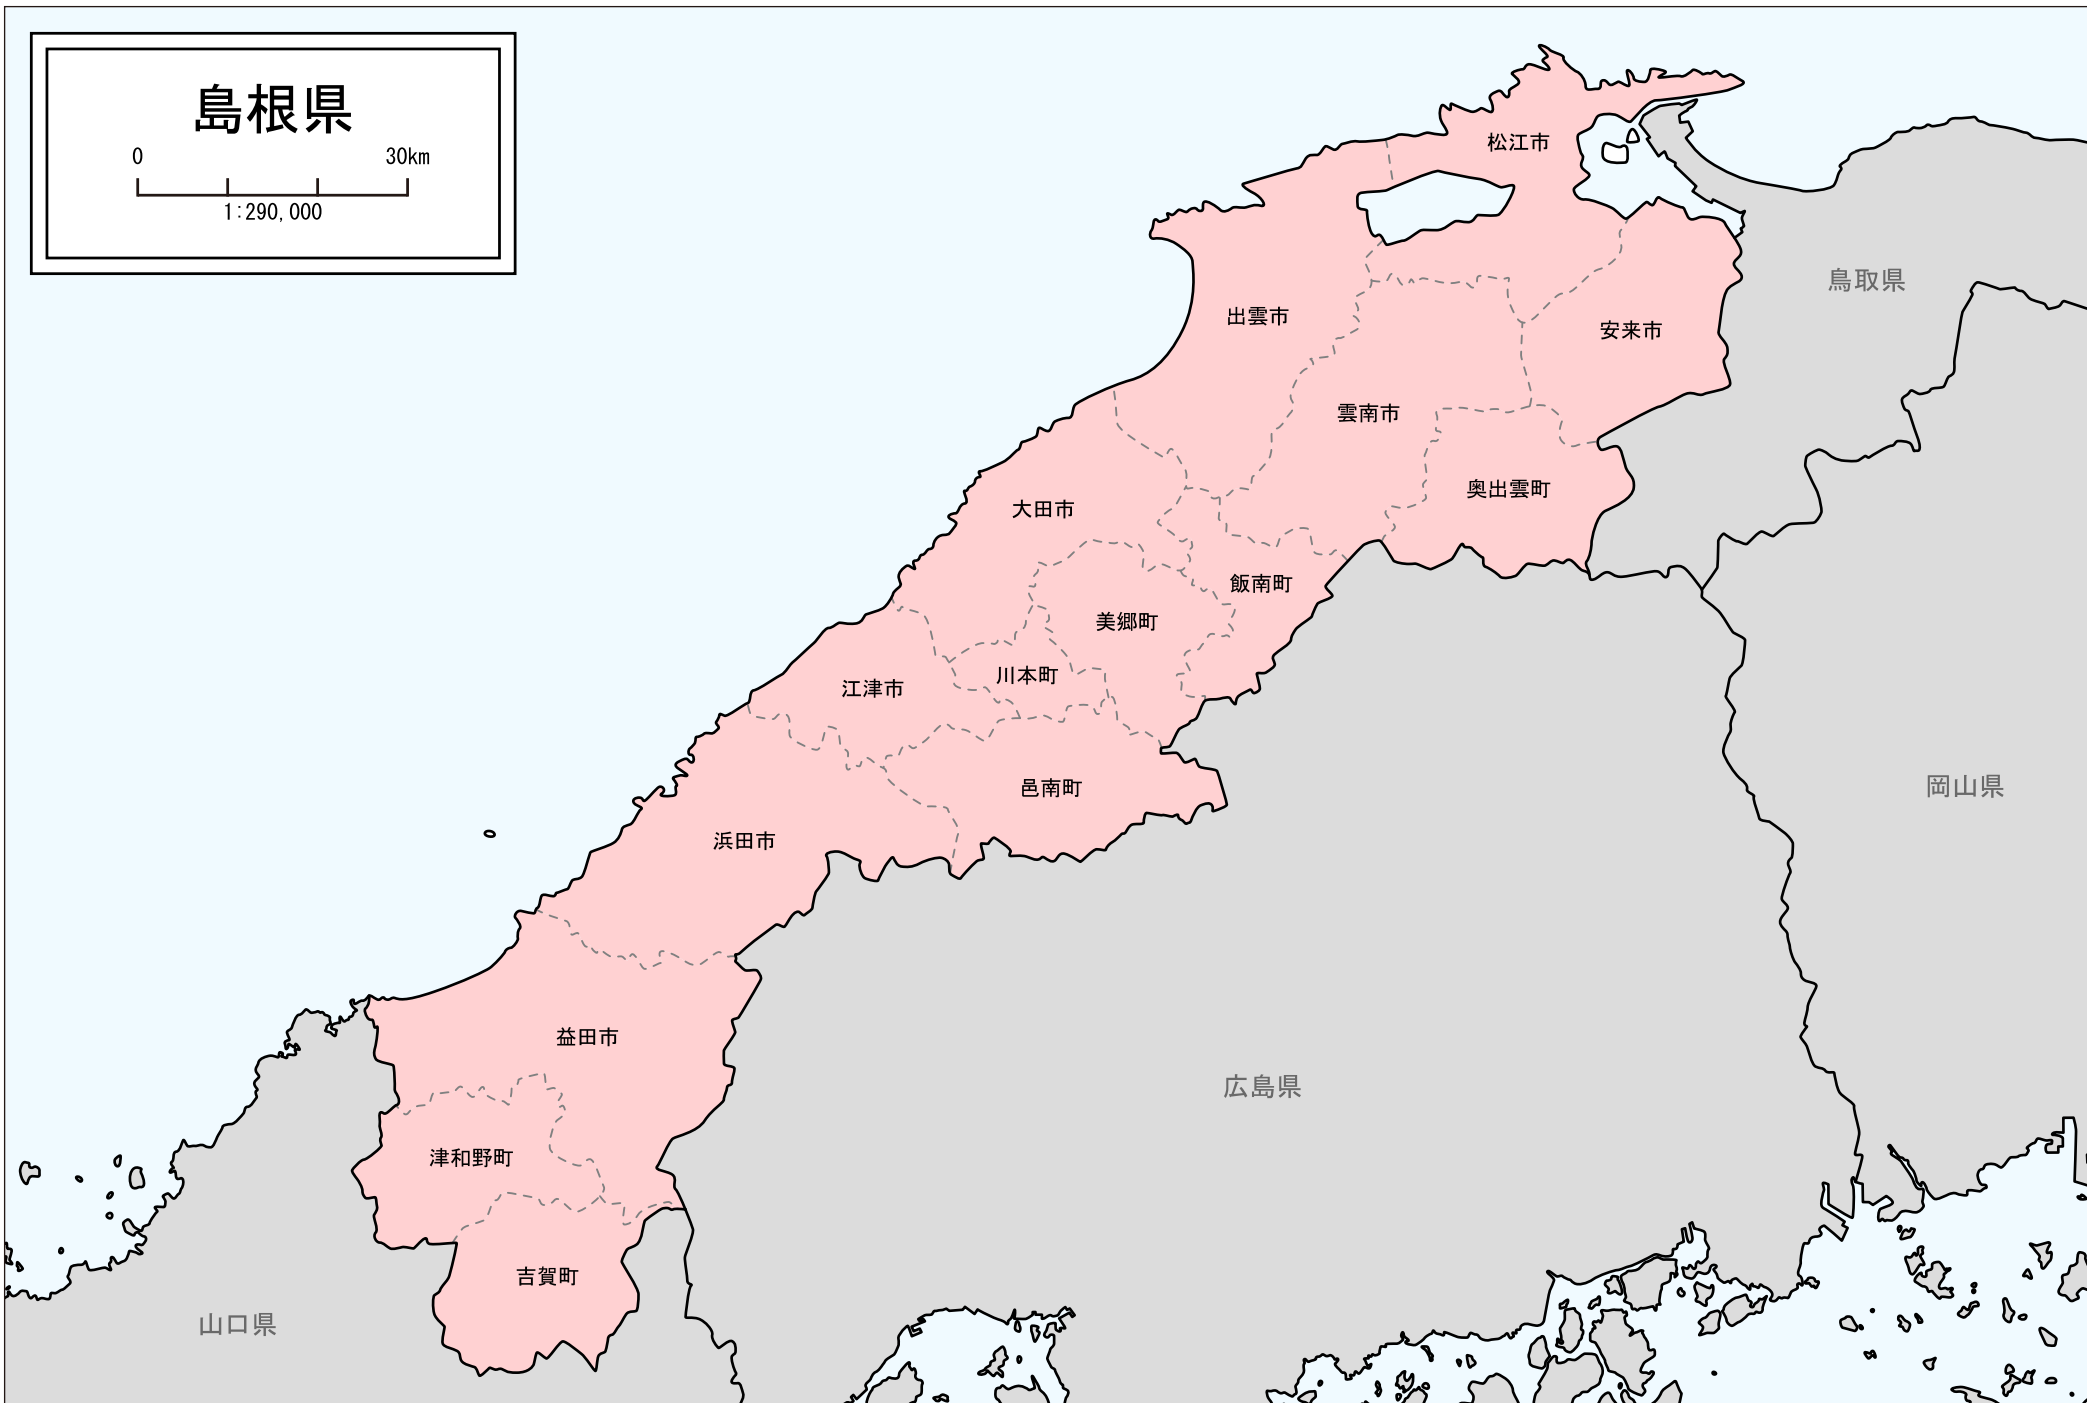 島根県
0 30km
1:290,000
松江市
鳥取県
出雲市
安来市
雲南市
奥出雲町
大田市
飯南町
美郷町
川本町
江津市
邑南町
岡山県
浜田市
益田市
広島県
津和野町
吉賀町
山口県